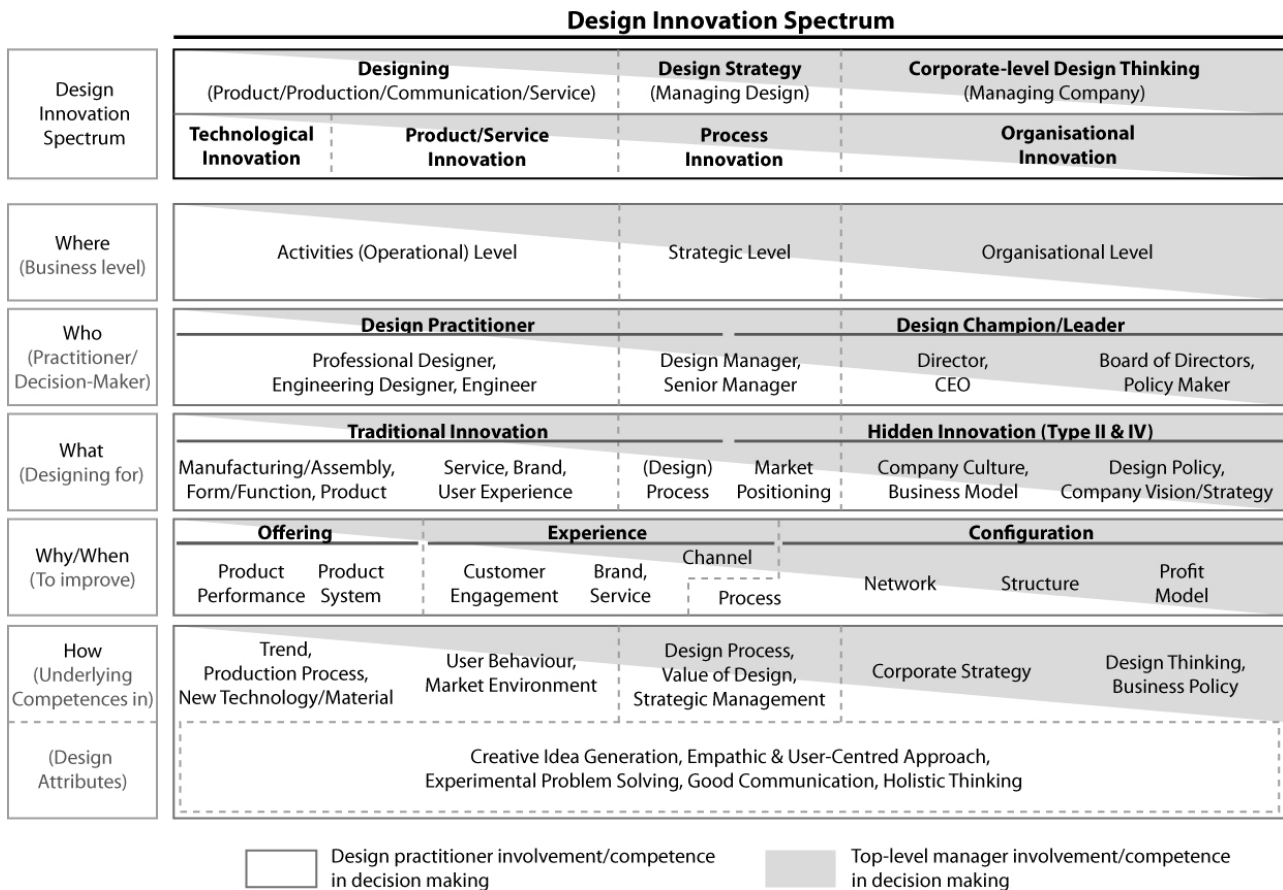 Design Innovation Spectrum
Design
Innovation
Spectrum
Designing
(Product/Production/Communication/Service)
Design Strategy
(Managing Design)
Corporate-level Design Thinking
(Managing Company)
Technological
Innovation
Product/Service
Innovation
Process
Innovation
Organisational
Innovation
Where
(Business level)
Activities (Operational) Level
Strategic Level
Organisational Level
Who
(Practitioner/
Decision-Maker)
Design Practitioner
Design Champion/Leader
Professional Designer,
Engineering Designer, Engineer
Design Manager,
Senior Manager
Director,
CEO
Board of Directors,
Policy Maker
What
(Designing for)
Traditional Innovation
Hidden Innovation (Type II & IV)
Manufacturing/Assembly,
Form/Function, Product
Service, Brand,
User Experience
(Design)
Process
Market
Positioning
Company Culture,
Business Model
Design Policy,
Company Vision/Strategy
Why/When
(To improve)
Offering
Experience
Configuration
Product
Performance
Product
System
Customer
Engagement
Brand,
Service
Channel
Process
Network
Structure
Profit
Model
How
(Underlying
Competences in)
Trend,
Production Process,
New Technology/Material
User Behaviour,
Market Environment
Design Process,
Value of Design,
Strategic Management
Corporate Strategy
Design Thinking,
Business Policy
(Design
Attributes)
Creative Idea Generation, Empathic & User-Centred Approach,
Experimental Problem Solving, Good Communication, Holistic Thinking
Design practitioner involvement/competence
in decision making
Top-level manager involvement/competence
in decision making